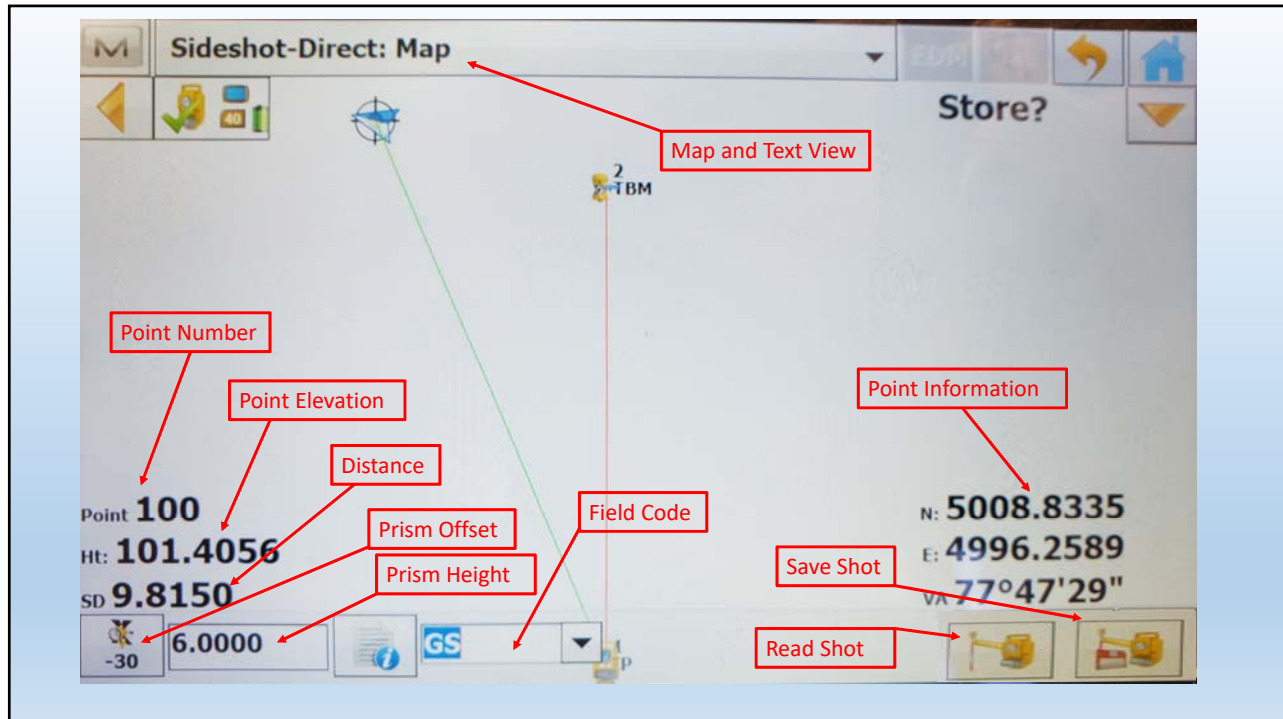 Sideshot-Direct: Map
EDM
40
Store?
Map and Text View
2
TBM
Point Number
Point Elevation
Point Information
Distance
Point 100
N: 5008.8335
Prism Offset
Field Code
Ht: 101.4056
E: 4996.2589
Prism Height
Save Shot
SD 9.8150
VA 77°47'29"
-30
6.0000
GS
1
p
Read Shot